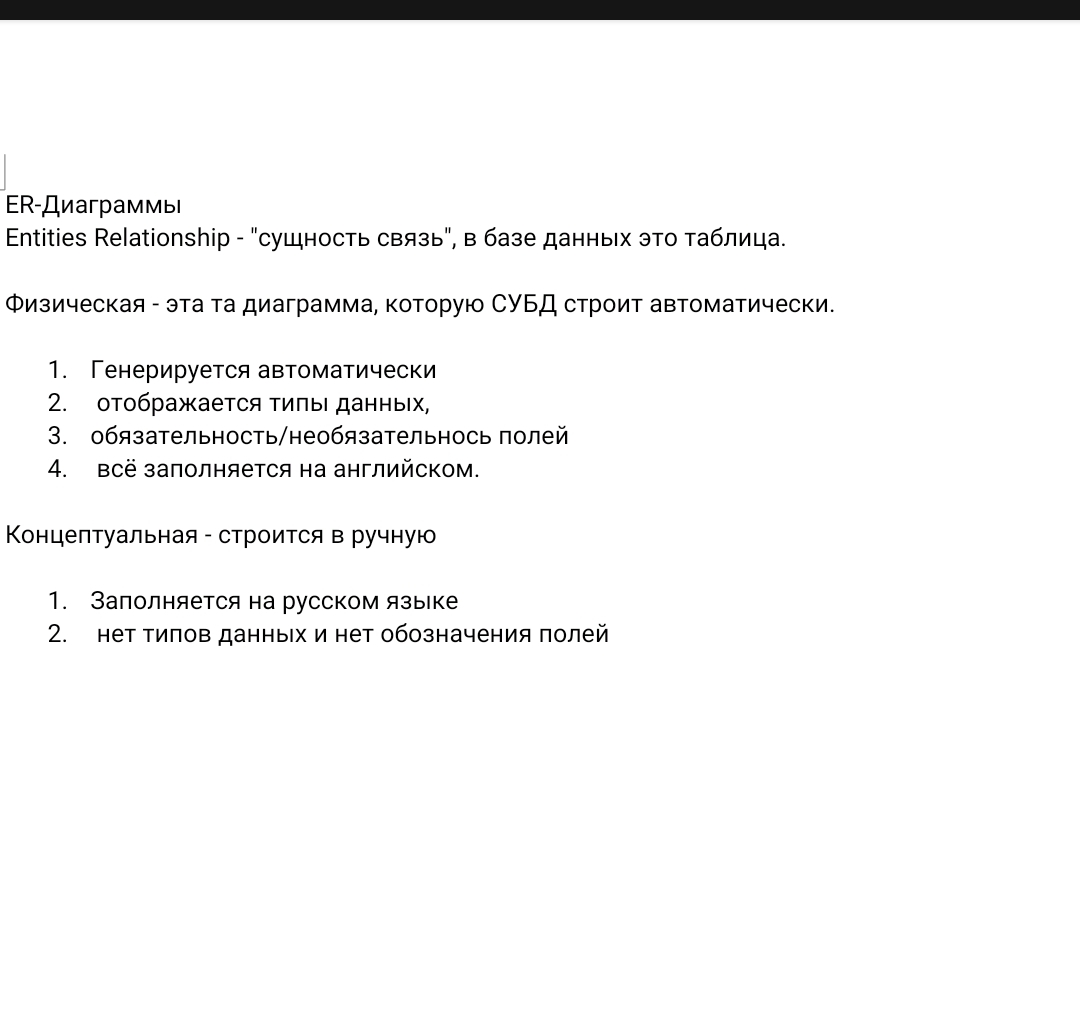 ER-Диаграммы
Entities Relationship - "сущность связь", в базе данных это таблица.
Физическая - эта та диаграмма, которую СУБД строит автоматически.
1. Генерируется автоматически
2. отображается типы данных,
3. обязательность/необязательнось полей
4. всё заполняется на английском.
Концептуальная - строится в ручную
1. Заполняется на русском языке
2. нет типов данных и нет обозначения полей